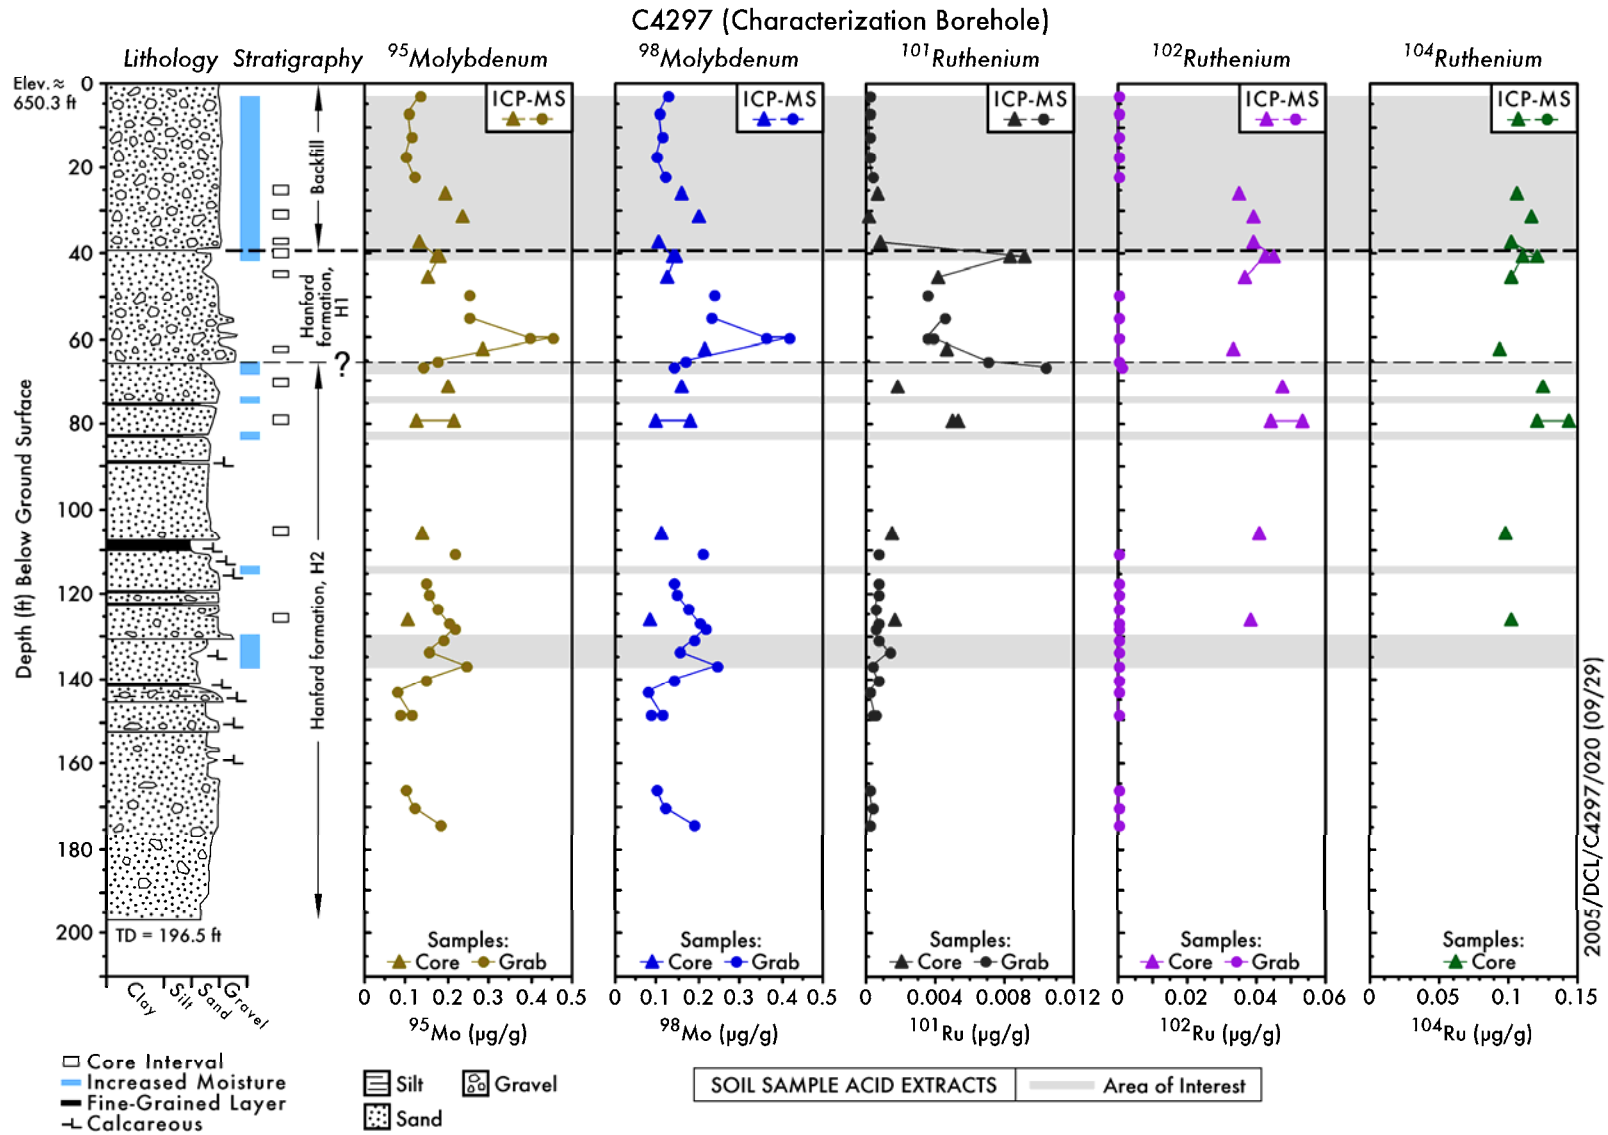 C4297 (Characterization Borehole)
Lithology Stratigraphy 95Molybdenum 98Molybdenum 101Ruthenium 102Ruthenium 104Ruthenium
Elev. ≈
650.3 ft
ICP-MS ICP-MS ICP-MS ICP-MS ICP-MS
0
20
40
60
80
100
120
140
160
180
200
Depth (ft) Below Ground Surface
Backfill
Hanford
formation,
H1
?
Hanford formation, H2
TD = 196.5 ft
Samples: Samples: Samples: Samples: Samples:
Core Grab Core Grab Core Grab Core Grab Core
Clay Silt Sand Gravel
0 0.1 0.2 0.3 0.4 0.5 0 0.1 0.2 0.3 0.4 0.5 0 0.004 0.008 0.012 0 0.02 0.04 0.06 0 0.05 0.1 0.15
95Mo (µg/g) 98Mo (µg/g) 101Ru (µg/g) 102Ru (µg/g) 104Ru (µg/g)
2005/DCL/C4297/020 (09/29)
Core Interval
Increased Moisture
Fine-Grained Layer
Calcareous
Silt Gravel
Sand
SOIL SAMPLE ACID EXTRACTS Area of Interest